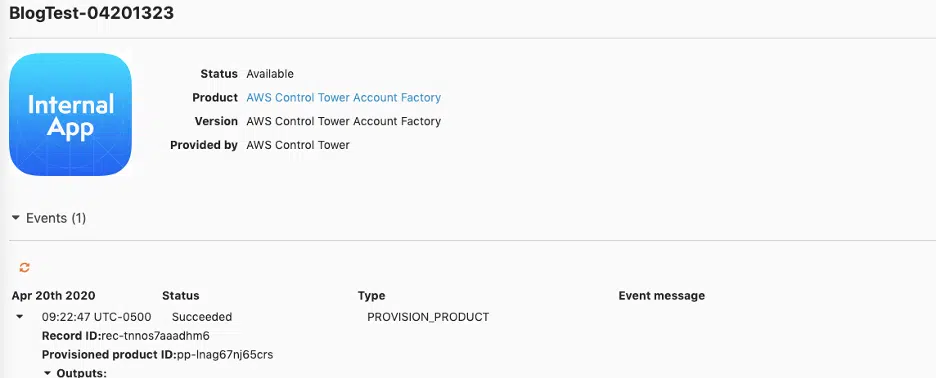 BlogTest-04201323
Internal
App
Status Available
Product AWS Control Tower Account Factory
Version AWS Control Tower Account Factory
Provided by AWS Control Tower
Events (1)
Apr 20th 2020 Status Type Event message
09:22:47 UTC-0500 Succeeded PROVISION_PRODUCT
Record ID:rec-tnnos7aaadhm6
Provisioned product ID:pp-lnag67nj65crs
Outputs: